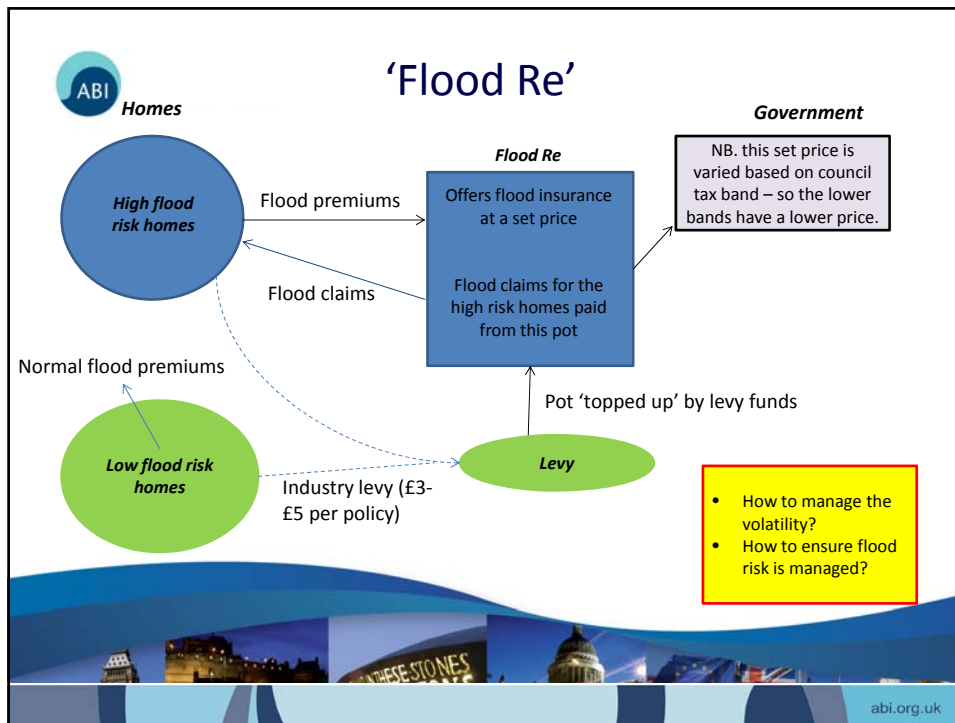 ABI
‘Flood Re’
Homes
Government
NB. this set price is
varied based on council
tax band – so the lower
bands have a lower price.
Flood Re
High flood
risk homes
Flood premiums
Offers flood insurance
at a set price
Flood claims
Flood claims for the
high risk homes paid
from this pot
Normal flood premiums
Pot ‘topped up’ by levy funds
Low flood risk
homes
Levy
Industry levy (£3-
£5 per policy)
• How to manage the
volatility?
• How to ensure flood
risk is managed?
THESE STONES
abi.org.uk